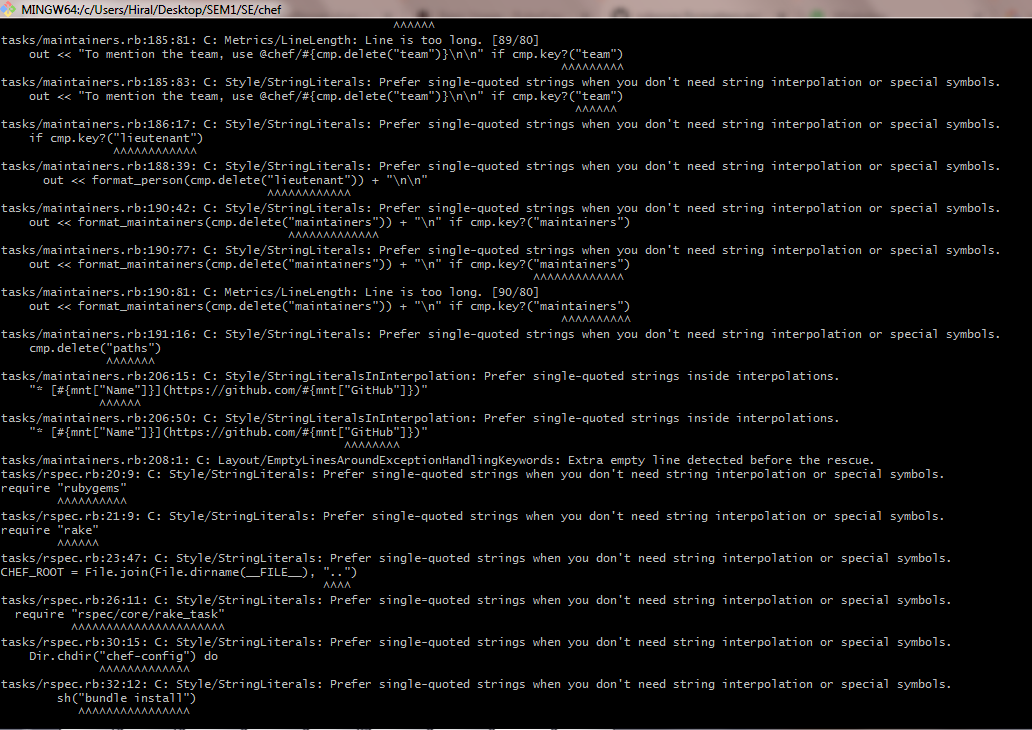 MINGW64:/c/Users/Hiral/Desktop/SEM1/SE/chef
^^^^^^
tasks/maintainers.rb:185:81: C: Metrics/LineLength: Line is too long. [89/80]
    out << "To mention the team, use @chef/#{cmp.delete("team")}\n\n" if cmp.key?("team")
                                                                                ^^^^^^^^^
tasks/maintainers.rb:185:83: C: Style/StringLiterals: Prefer single-quoted strings when you don't need string interpolation or special symbols.
    out << "To mention the team, use @chef/#{cmp.delete("team")}\n\n" if cmp.key?("team")
                                                                                  ^^^^^^
tasks/maintainers.rb:186:17: C: Style/StringLiterals: Prefer single-quoted strings when you don't need string interpolation or special symbols.
    if cmp.key?("lieutenant")
                ^^^^^^^^^^^^
tasks/maintainers.rb:188:39: C: Style/StringLiterals: Prefer single-quoted strings when you don't need string interpolation or special symbols.
      out << format_person(cmp.delete("lieutenant")) + "\n\n"
                                      ^^^^^^^^^^^^
tasks/maintainers.rb:190:42: C: Style/StringLiterals: Prefer single-quoted strings when you don't need string interpolation or special symbols.
    out << format_maintainers(cmp.delete("maintainers")) + "\n" if cmp.key?("maintainers")
                                         ^^^^^^^^^^^^^
tasks/maintainers.rb:190:77: C: Style/StringLiterals: Prefer single-quoted strings when you don't need string interpolation or special symbols.
    out << format_maintainers(cmp.delete("maintainers")) + "\n" if cmp.key?("maintainers")
                                                                            ^^^^^^^^^^^^^
tasks/maintainers.rb:190:81: C: Metrics/LineLength: Line is too long. [90/80]
    out << format_maintainers(cmp.delete("maintainers")) + "\n" if cmp.key?("maintainers")
                                                                                ^^^^^^^^^^
tasks/maintainers.rb:191:16: C: Style/StringLiterals: Prefer single-quoted strings when you don't need string interpolation or special symbols.
    cmp.delete("paths")
               ^^^^^^^
tasks/maintainers.rb:206:15: C: Style/StringLiteralsInInterpolation: Prefer single-quoted strings inside interpolations.
    "* [#{mnt["Name"]}](https://github.com/#{mnt["GitHub"]})"
              ^^^^^^
tasks/maintainers.rb:206:50: C: Style/StringLiteralsInInterpolation: Prefer single-quoted strings inside interpolations.
    "* [#{mnt["Name"]}](https://github.com/#{mnt["GitHub"]})"
                                                 ^^^^^^^^
tasks/maintainers.rb:208:1: C: Layout/EmptyLinesAroundExceptionHandlingKeywords: Extra empty line detected before the rescue.
tasks/rspec.rb:20:9: C: Style/StringLiterals: Prefer single-quoted strings when you don't need string interpolation or special symbols.
require "rubygems"
        ^^^^^^^^^^
tasks/rspec.rb:21:9: C: Style/StringLiterals: Prefer single-quoted strings when you don't need string interpolation or special symbols.
require "rake"
        ^^^^^^
tasks/rspec.rb:23:47: C: Style/StringLiterals: Prefer single-quoted strings when you don't need string interpolation or special symbols.
CHEF_ROOT = File.join(File.dirname(__FILE__), "..")
                                              ^^^^
tasks/rspec.rb:26:11: C: Style/StringLiterals: Prefer single-quoted strings when you don't need string interpolation or special symbols.
  require "rspec/core/rake_task"
          ^^^^^^^^^^^^^^^^^^^^^^
tasks/rspec.rb:30:15: C: Style/StringLiterals: Prefer single-quoted strings when you don't need string interpolation or special symbols.
    Dir.chdir("chef-config") do
              ^^^^^^^^^^^^^
tasks/rspec.rb:32:12: C: Style/StringLiterals: Prefer single-quoted strings when you don't need string interpolation or special symbols.
        sh("bundle install")
           ^^^^^^^^^^^^^^^^